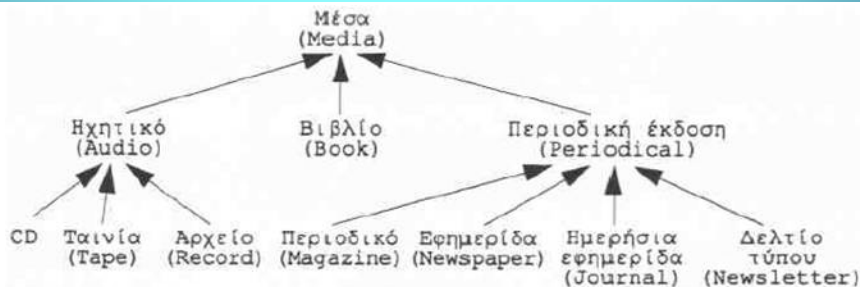 Μέσα
(Media)
Ηχητικό
(Audio)
Βιβλίο
(Book)
Περιοδική έκδοση
(Periodical)
CD
Ταινία
(Tape)
Αρχείο
(Record)
Περιοδικό
(Magazine)
Εφημερίδα
(Newspaper)
Ημερήσια
εφημερίδα
(Journal)
Δελτίο
τύπου
(Newsletter)